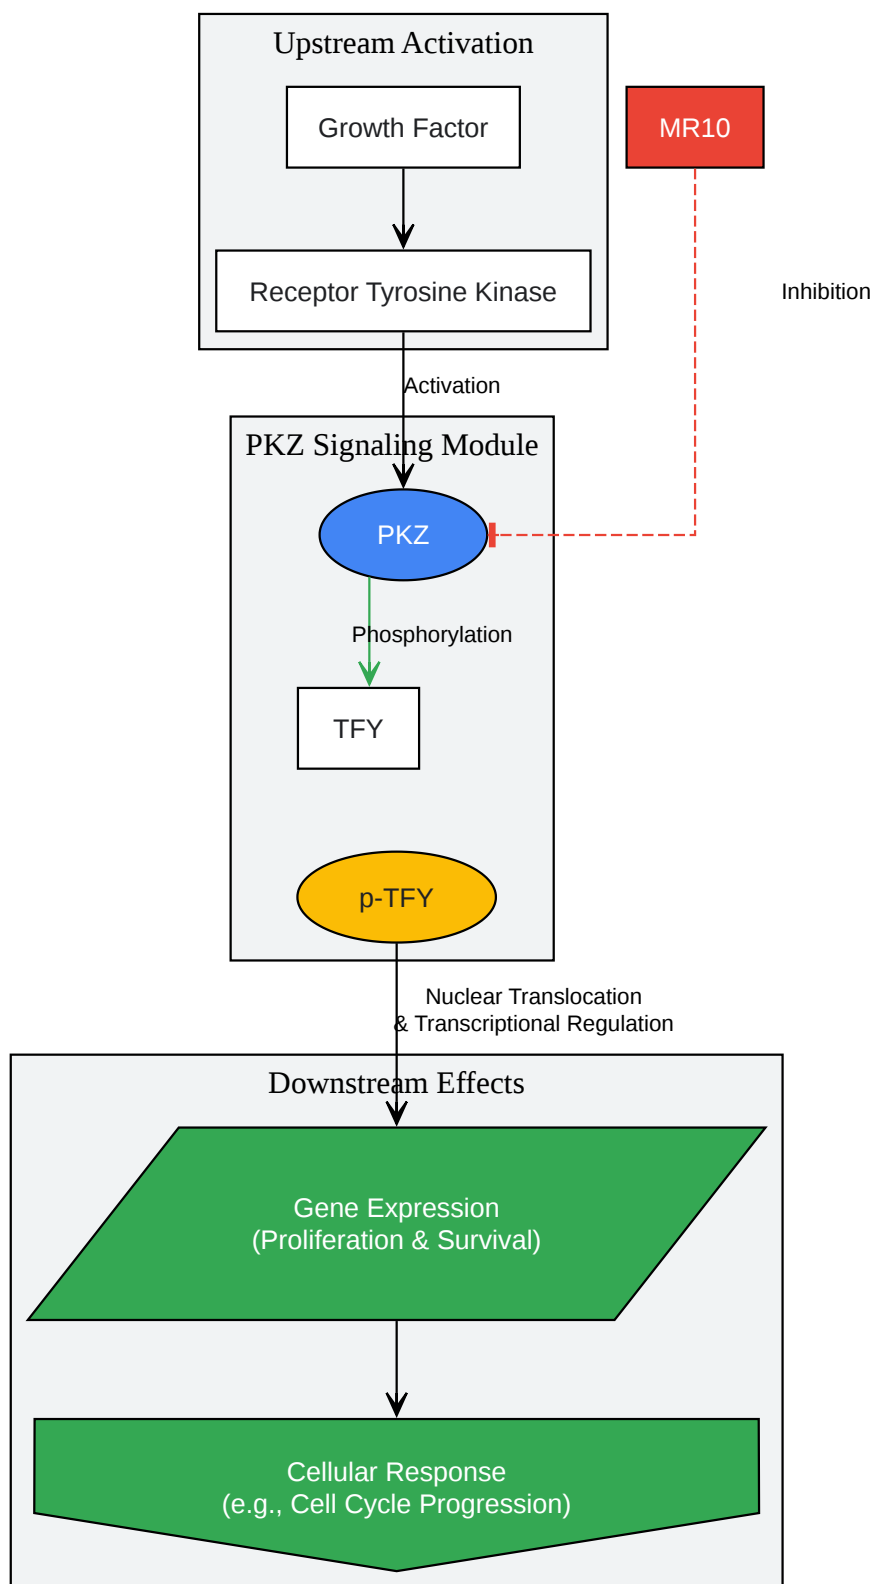 Upstream Activation
Growth Factor
MR10
Receptor Tyrosine Kinase
Inhibition
Activation
PKZ Signaling Module
PKZ
Phosphorylation
TFY
p-TFY
Nuclear Translocation
& Transcriptional Regulation
Downstream Effects
Gene Expression
(Proliferation & Survival)
Cellular Response
(e.g., Cell Cycle Progression)